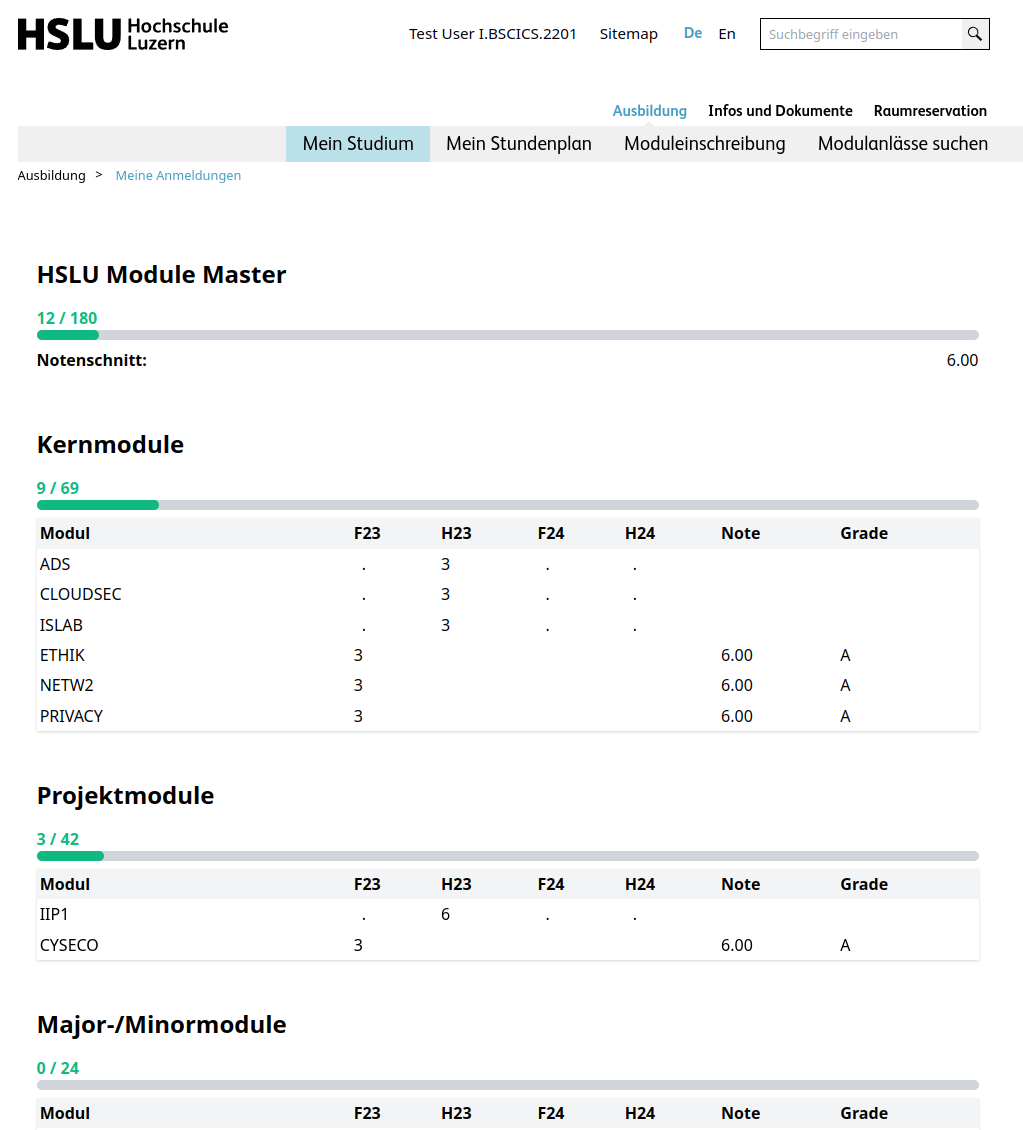 HSLU Hochschule Luzern
Test User I.BSCICS.2201 Sitemap De En Suchbegriff eingeben
Ausbildung Infos und Dokumente Raumreservation
Mein Studium Mein Stundenplan Moduleinschreibung Modulanlässe suchen
Ausbildung > Meine Anmeldungen
HSLU Module Master
12 / 180
Notenschnitt: 6.00
Kernmodule
9 / 69
Modul F23 H23 F24 H24 Note Grade
ADS . 3 . .
CLOUDSEC . 3 . .
ISLAB . 3 . .
ETHIK 3 6.00 A
NETW2 3 6.00 A
PRIVACY 3 6.00 A
Projektmodule
3 / 42
Modul F23 H23 F24 H24 Note Grade
IIP1 . 6 . .
CYSECO 3 6.00 A
Major-/Minormodule
0 / 24
Modul F23 H23 F24 H24 Note Grade